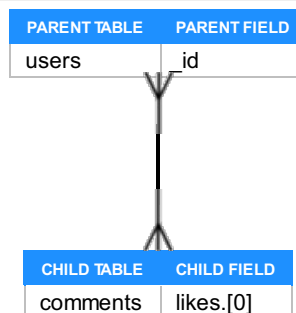 PARENT TABLE PARENT FIELD
users _id
CHILD TABLE CHILD FIELD
comments likes.[0]